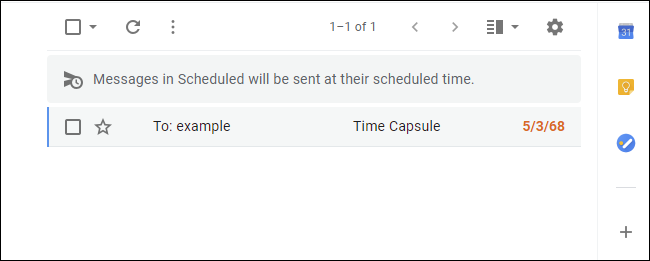 1–1 of 1
31
Messages in Scheduled will be sent at their scheduled time.
To: example Time Capsule 5/3/68